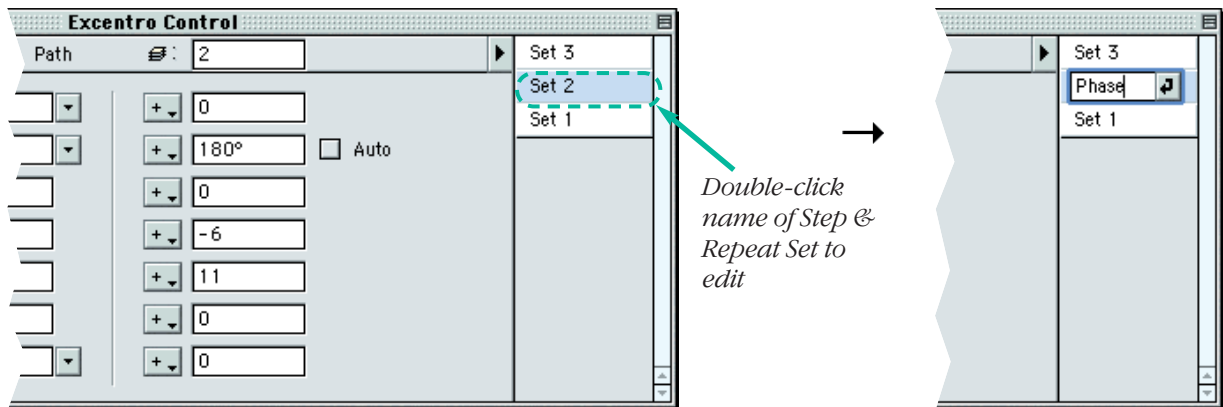 Excentro Control
Path : 2
Set 3
Set 2
Set 1
+ 0
+ 180° Auto
+ 0
+ -6
+ 11
+ 0
+ 0
Double-click
name of Step &
Repeat Set to
edit
Set 3
Phase
Set 1